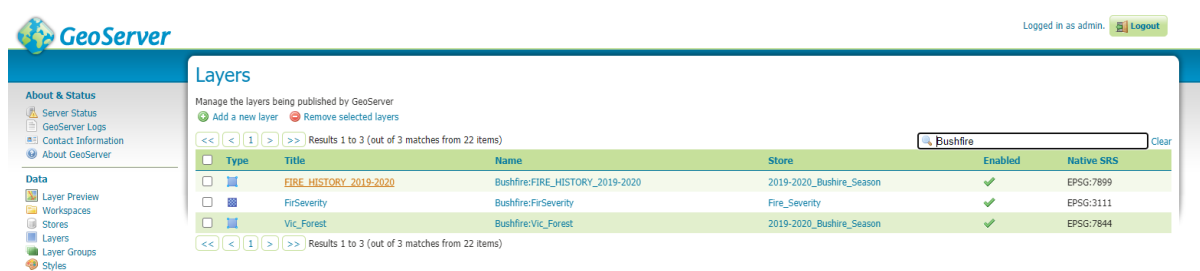 GeoServer
Logged in as admin. Logout
About & Status
Server Status
GeoServer Logs
Contact Information
About GeoServer
Data
Layer Preview
Workspaces
Stores
Layers
Layer Groups
Styles
Layers
Manage the layers being published by GeoServer
Add a new layer Remove selected layers
<< < 1 > >> Results 1 to 3 (out of 3 matches from 22 items) Bushfire Clear
Type Title Name Store Enabled Native SRS
FIRE_HISTORY_2019-2020 Bushfire:FIRE_HISTORY_2019-2020 2019-2020_Bushire_Season EPSG:7899
FirSeverity Bushfire:FirSeverity Fire_Severity EPSG:3111
Vic_Forest Bushfire:Vic_Forest 2019-2020_Bushire_Season EPSG:7844
<< < 1 > >> Results 1 to 3 (out of 3 matches from 22 items)